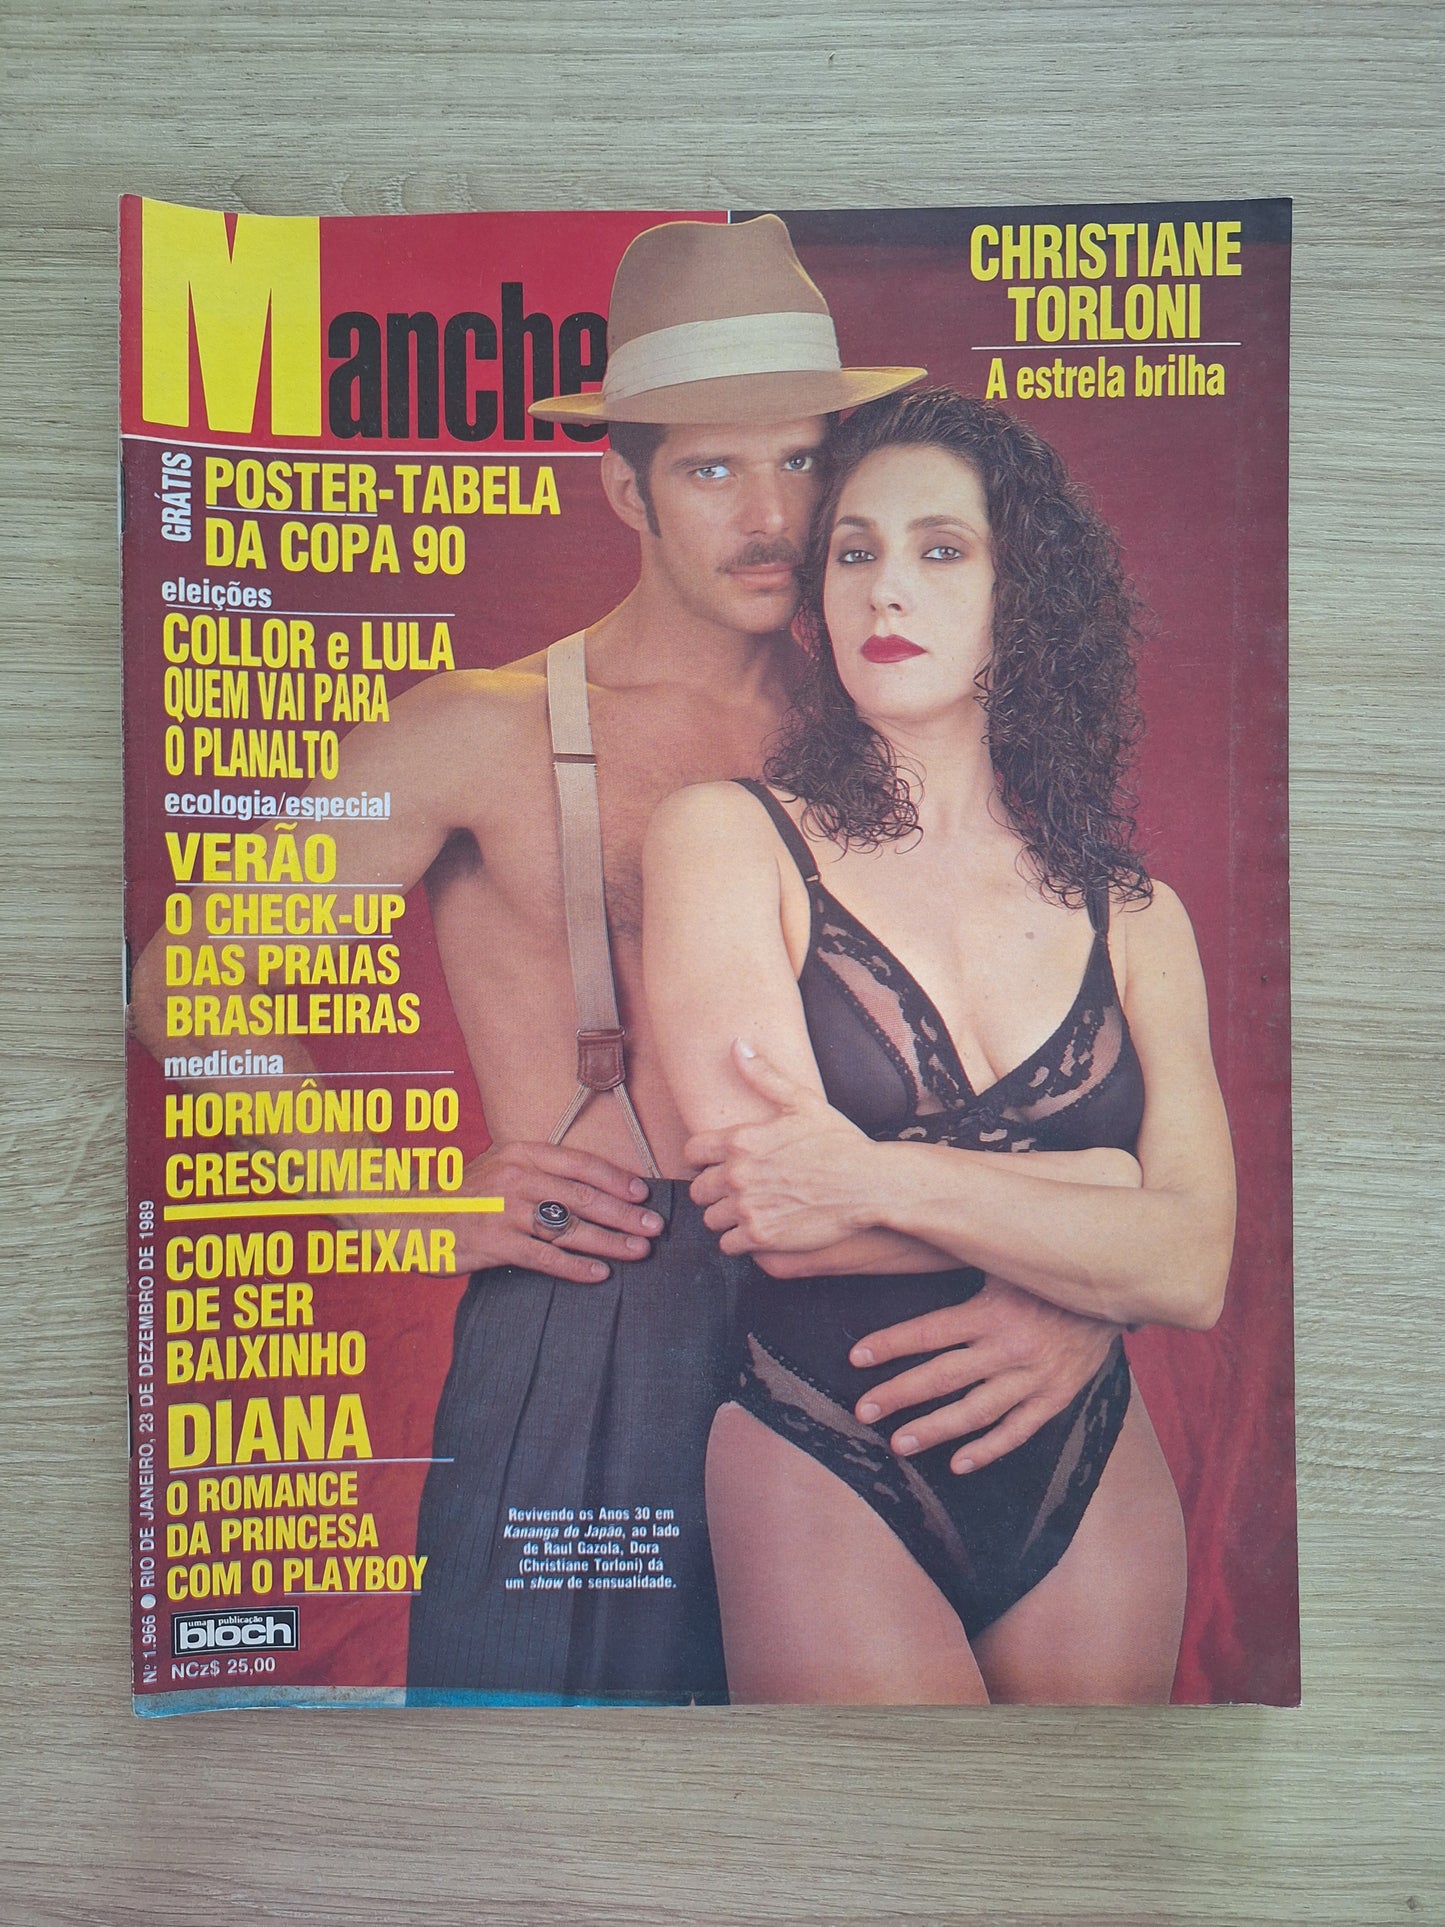 Manche
CHRISTIANE
TORLONI
A estrela brilha
GRÁTIS
POSTER-TABELA
DA COPA 90
eleições
COLLOR e LULA
QUEM VAI PARA
O PLANALTO
ecologia/especial
VERÃO
O CHECK-UP
DAS PRAIAS
BRASILEIRAS
medicina
HORMÔNIO DO
CRESCIMENTO
COMO DEIXAR
DE SER
BAIXINHO
DIANA
O ROMANCE
DA PRINCESA
COM O PLAYBOY
Revivendo os Anos 30 em
Kananga do Japão, ao lado
de Raul Gazola, Dora
(Christiane Torloni) dá
um show de sensualidade.
uma publicação
bloch
NCz$ 25,00
Nº 1.966 ● RIO DE JANEIRO, 23 DE DEZEMBRO DE 1989